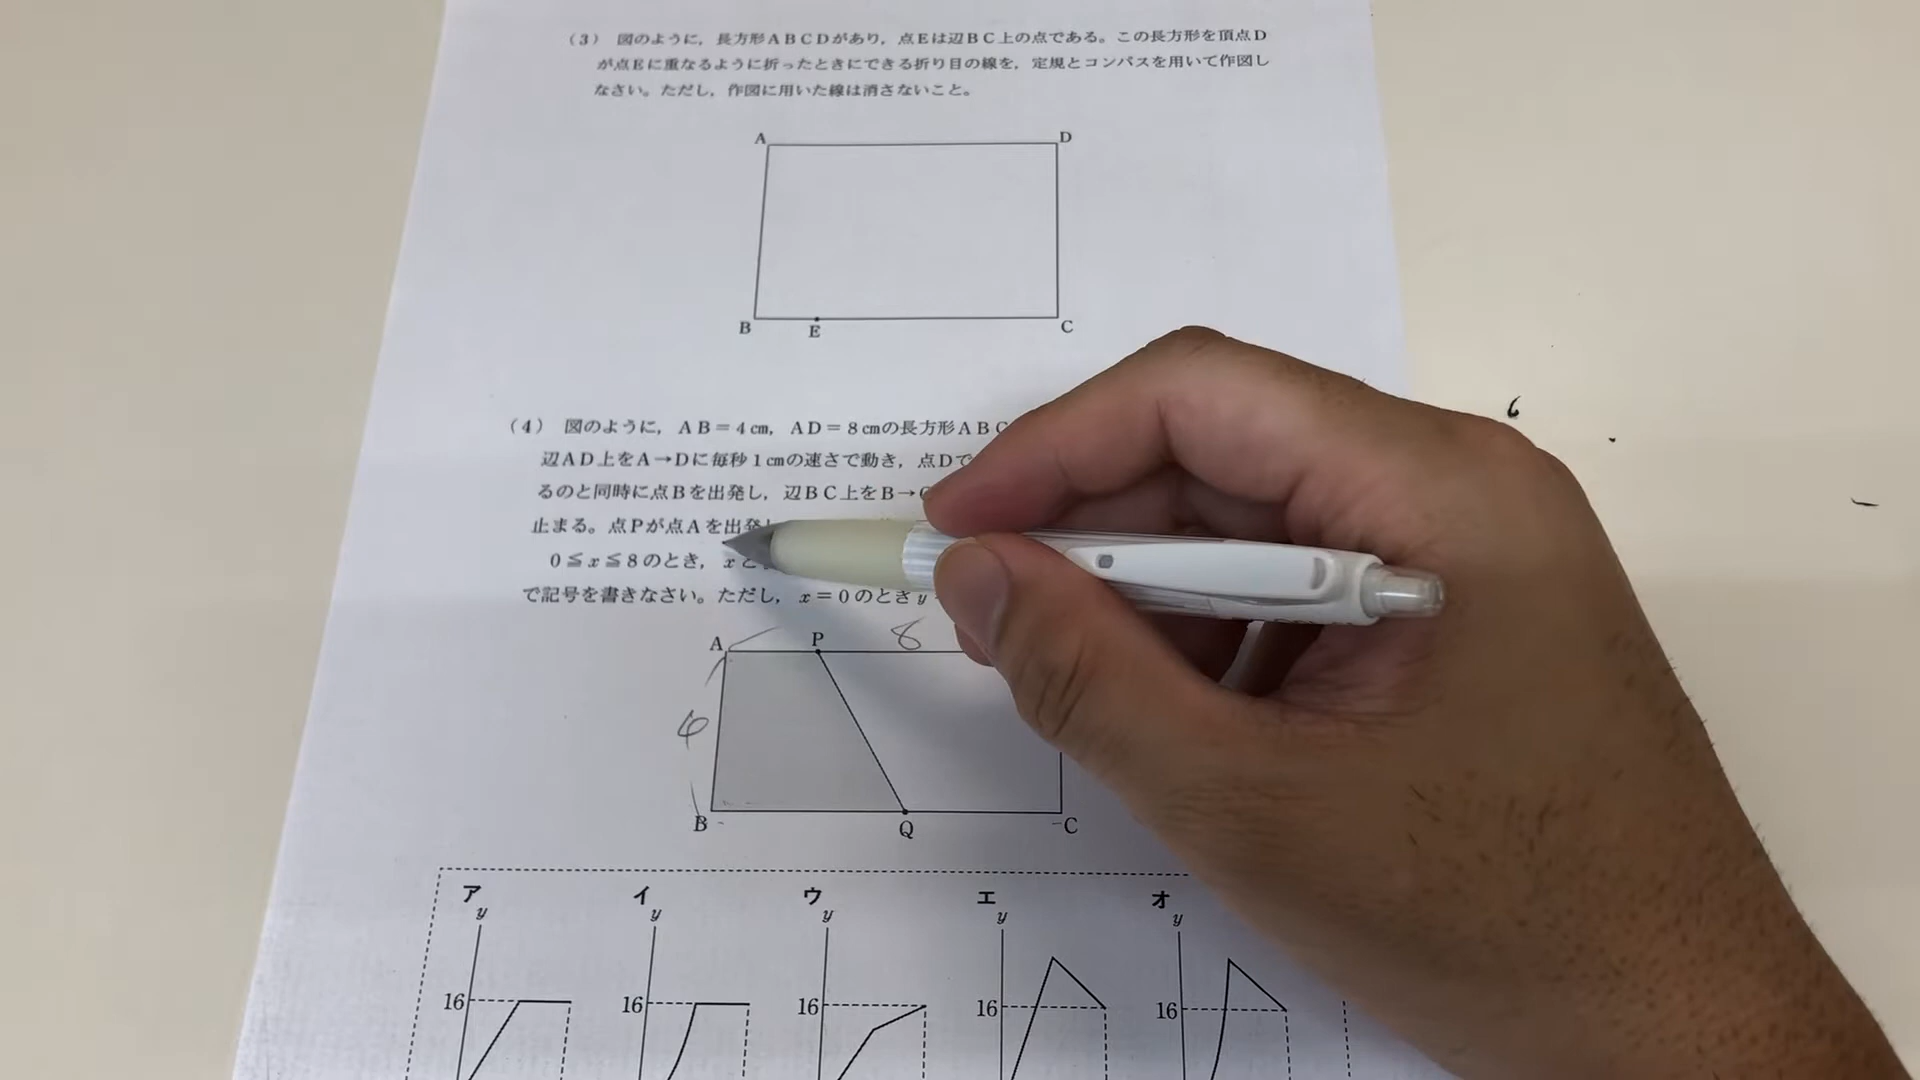 (3) 図のように，長方形ABCDがあり，点Eは辺BC上の点である。この長方形を頂点D
が点Eに重なるように折ったときにできる折り目の線を，定規とコンパスを用いて作図し
なさい。ただし，作図に用いた線は消さないこと。
A D
B E C
6
(4) 図のように，AB＝4cm，AD＝8cmの長方形ABC
辺AD上をA→Dに毎秒1cmの速さで動き，点Dで
るのと同時に点Bを出発し，辺BC上をB→
止まる。点Pが点Aを出発
0≦x≦8のとき，xと
で記号を書きなさい。ただし，x＝0のときy
A P 8
B Q C
ア イ ウ エ オ
y y y y y
16 16 16 16 16